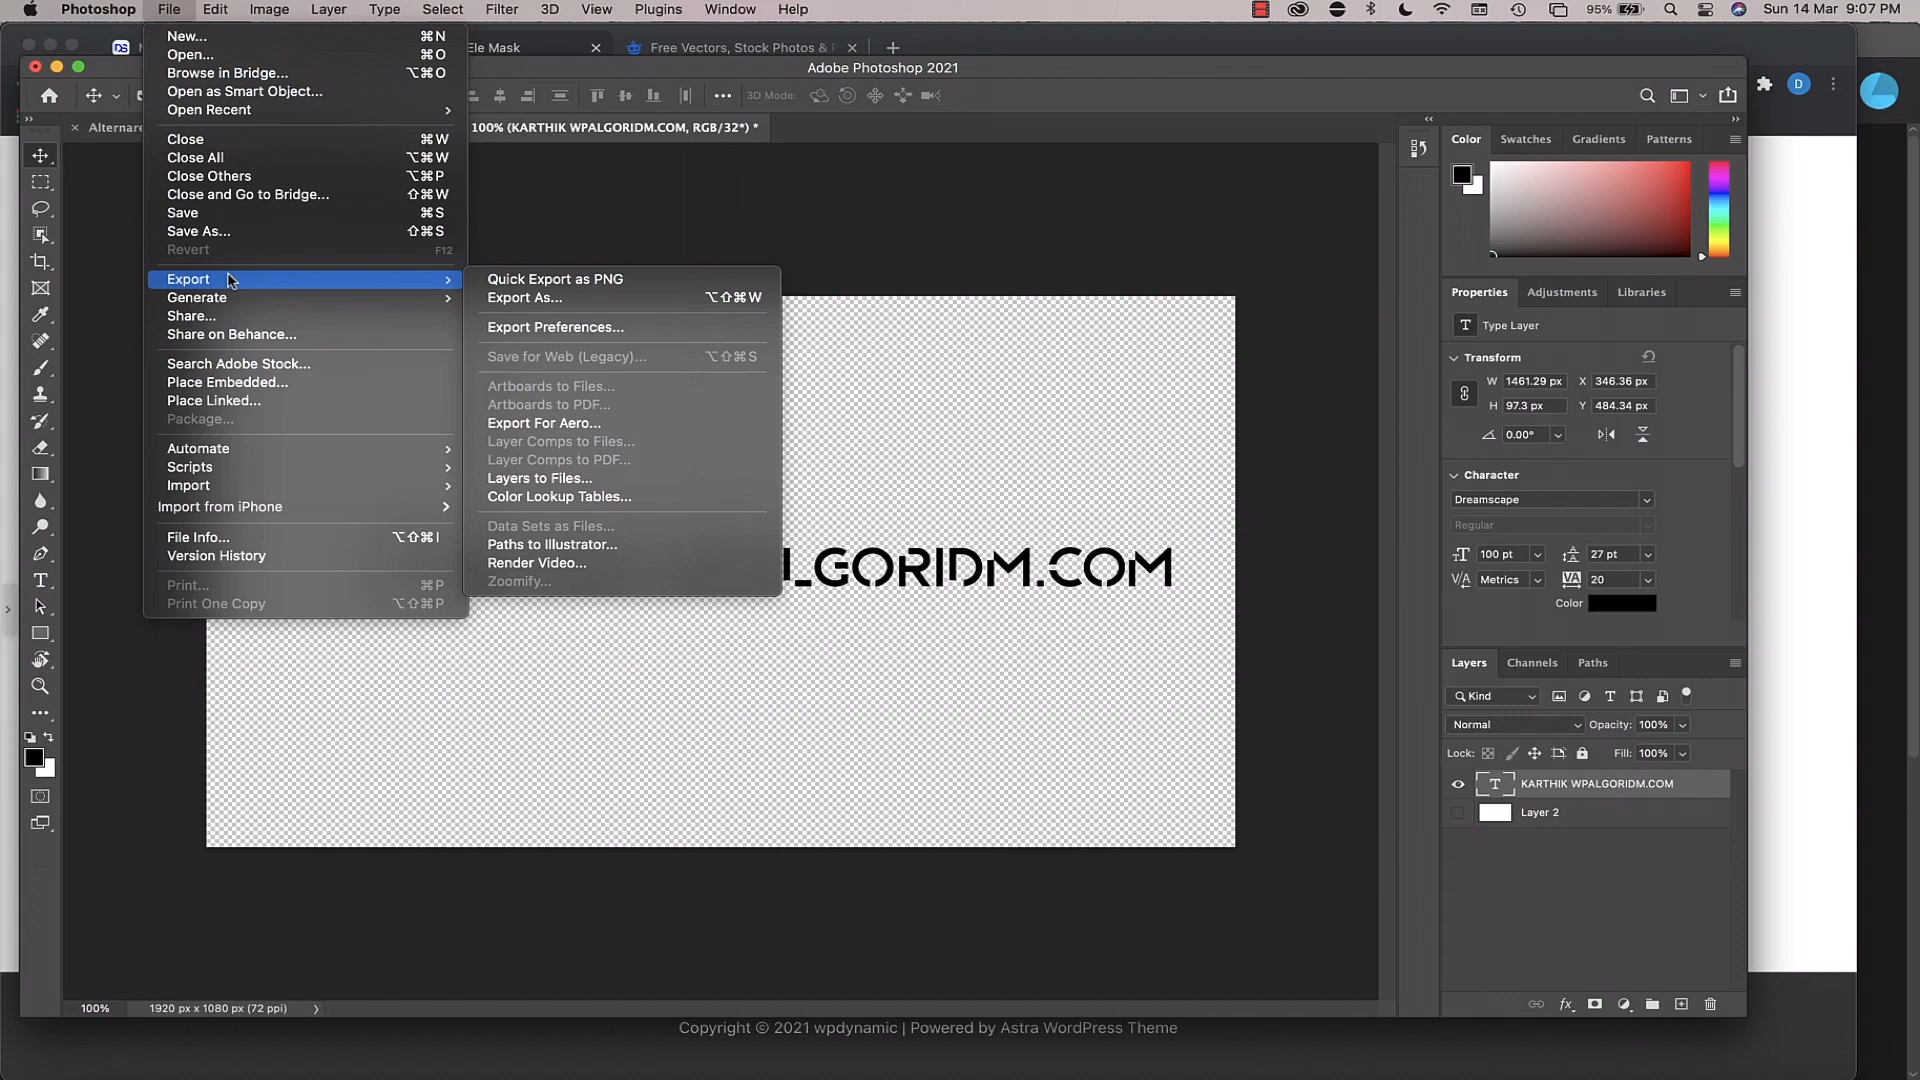 Photoshop File Edit Image Layer Type Select Filter 3D View Plugins Window Help 95% Sun 14 Mar 9:07 PM
Ele Mask Free Vectors, Stock Photos & P
Adobe Photoshop 2021
3D Mode:
D
Alternare
100% (KARTHIK WPALGORIDM.COM, RGB/32*) *
New... ⌘N
Open... ⌘O
Browse in Bridge... ⌥⌘O
Open as Smart Object...
Open Recent
Close ⌘W
Close All ⌥⌘W
Close Others ⌥⌘P
Close and Go to Bridge... ⇧⌘W
Save ⌘S
Save As... ⇧⌘S
Revert F12
Export
Generate
Share...
Share on Behance...
Search Adobe Stock...
Place Embedded...
Place Linked...
Package...
Automate
Scripts
Import
Import from iPhone
File Info... ⌥⇧⌘I
Version History
Print... ⌘P
Print One Copy ⌥⇧⌘P
Quick Export as PNG
Export As... ⌥⇧⌘W
Export Preferences...
Save for Web (Legacy)... ⌥⇧⌘S
Artboards to Files...
Artboards to PDF...
Export For Aero...
Layer Comps to Files...
Layer Comps to PDF...
Layers to Files...
Color Lookup Tables...
Data Sets as Files...
Paths to Illustrator...
Render Video...
Zoomify...
LGORIDM.COM
Color Swatches Gradients Patterns
Properties Adjustments Libraries
T Type Layer
Transform
W 1461.29 px X 346.36 px
H 97.3 px Y 484.34 px
0.00°
Character
Dreamscape
Regular
100 pt 27 pt
Metrics 20
Color
Layers Channels Paths
Kind
Normal Opacity: 100%
Lock: Fill: 100%
T KARTHIK WPALGORIDM.COM
Layer 2
fx
100% 1920 px x 1080 px (72 ppi)
Copyright © 2021 wpdynamic | Powered by Astra WordPress Theme